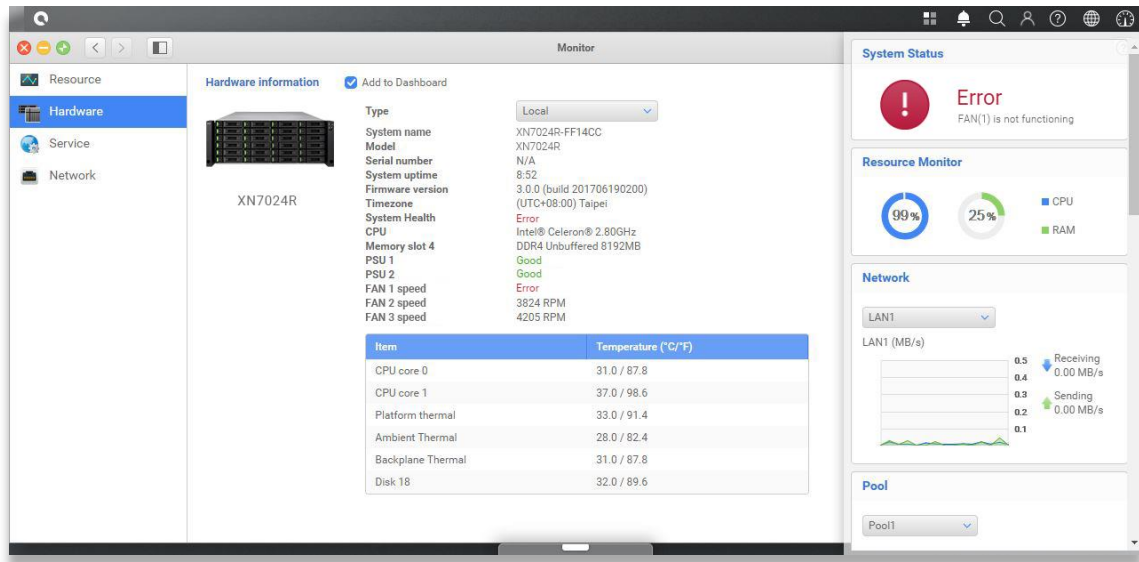 Monitor
Resource
Hardware
Service
Network
Hardware information
Add to Dashboard
XN7024R
Type Local
System name XN7024R-FF14CC
Model XN7024R
Serial number N/A
System uptime 8:52
Firmware version 3.0.0 (build 201706190200)
Timezone (UTC+08:00) Taipei
System Health Error
CPU Intel® Celeron® 2.80GHz
Memory slot 4 DDR4 Unbuffered 8192MB
PSU 1 Good
PSU 2 Good
FAN 1 speed Error
FAN 2 speed 3824 RPM
FAN 3 speed 4205 RPM
Item Temperature (°C/°F)
CPU core 0 31.0 / 87.8
CPU core 1 37.0 / 98.6
Platform thermal 33.0 / 91.4
Ambient Thermal 28.0 / 82.4
Backplane Thermal 31.0 / 87.8
Disk 18 32.0 / 89.6
System Status
Error
FAN(1) is not functioning
Resource Monitor
99%
25%
CPU
RAM
Network
LAN1
LAN1 (MB/s)
0.5
0.4
0.3
0.2
0.1
Receiving
0.00 MB/s
Sending
0.00 MB/s
Pool
Pool1